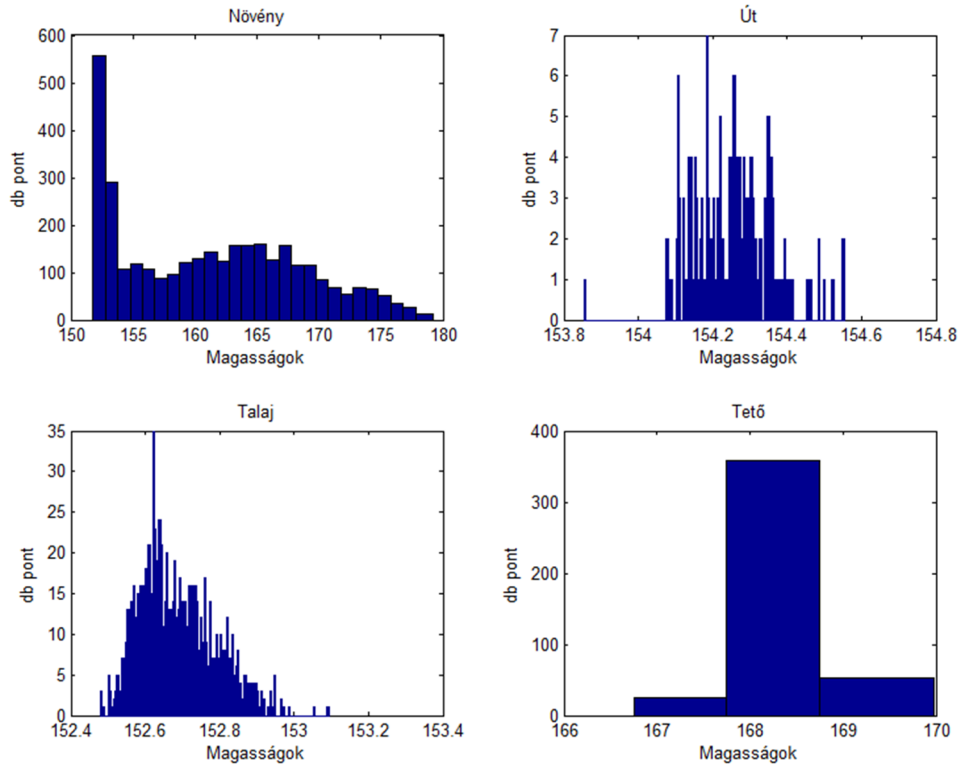 Növény
600
500
400
300
200
100
0
150 155 160 165 170 175 180
db pont
Magasságok
Út
7
6
5
4
3
2
1
0
153.8 154 154.2 154.4 154.6 154.8
db pont
Magasságok
Talaj
35
30
25
20
15
10
5
0
152.4 152.6 152.8 153 153.2 153.4
db pont
Magasságok
Tető
400
300
200
100
0
166 167 168 169 170
db pont
Magasságok